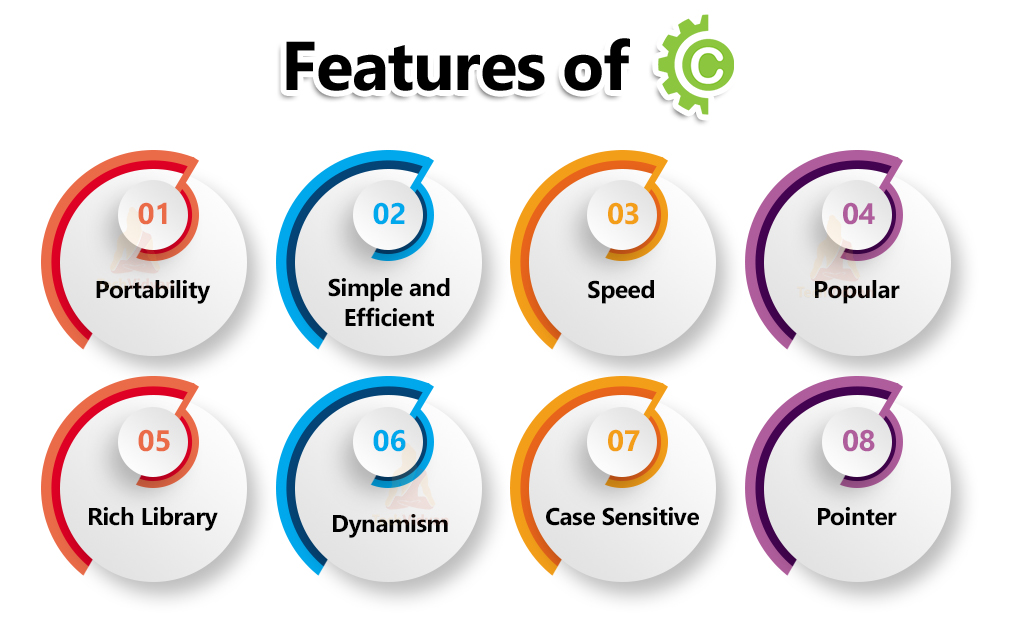 Features of C
01
Portability
02
Simple and
Efficient
03
Speed
04
Popular
05
Rich Library
06
Dynamism
07
Case Sensitive
08
Pointer